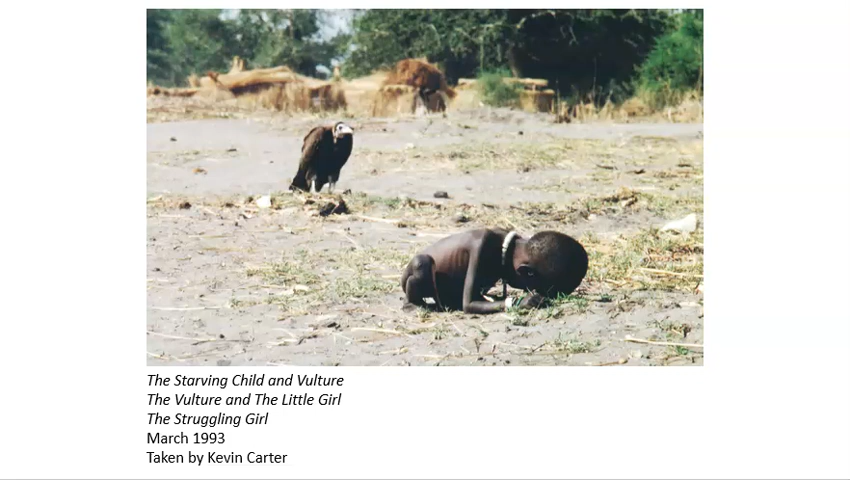 The Starving Child and Vulture
The Vulture and The Little Girl
The Struggling Girl
March 1993
Taken by Kevin Carter